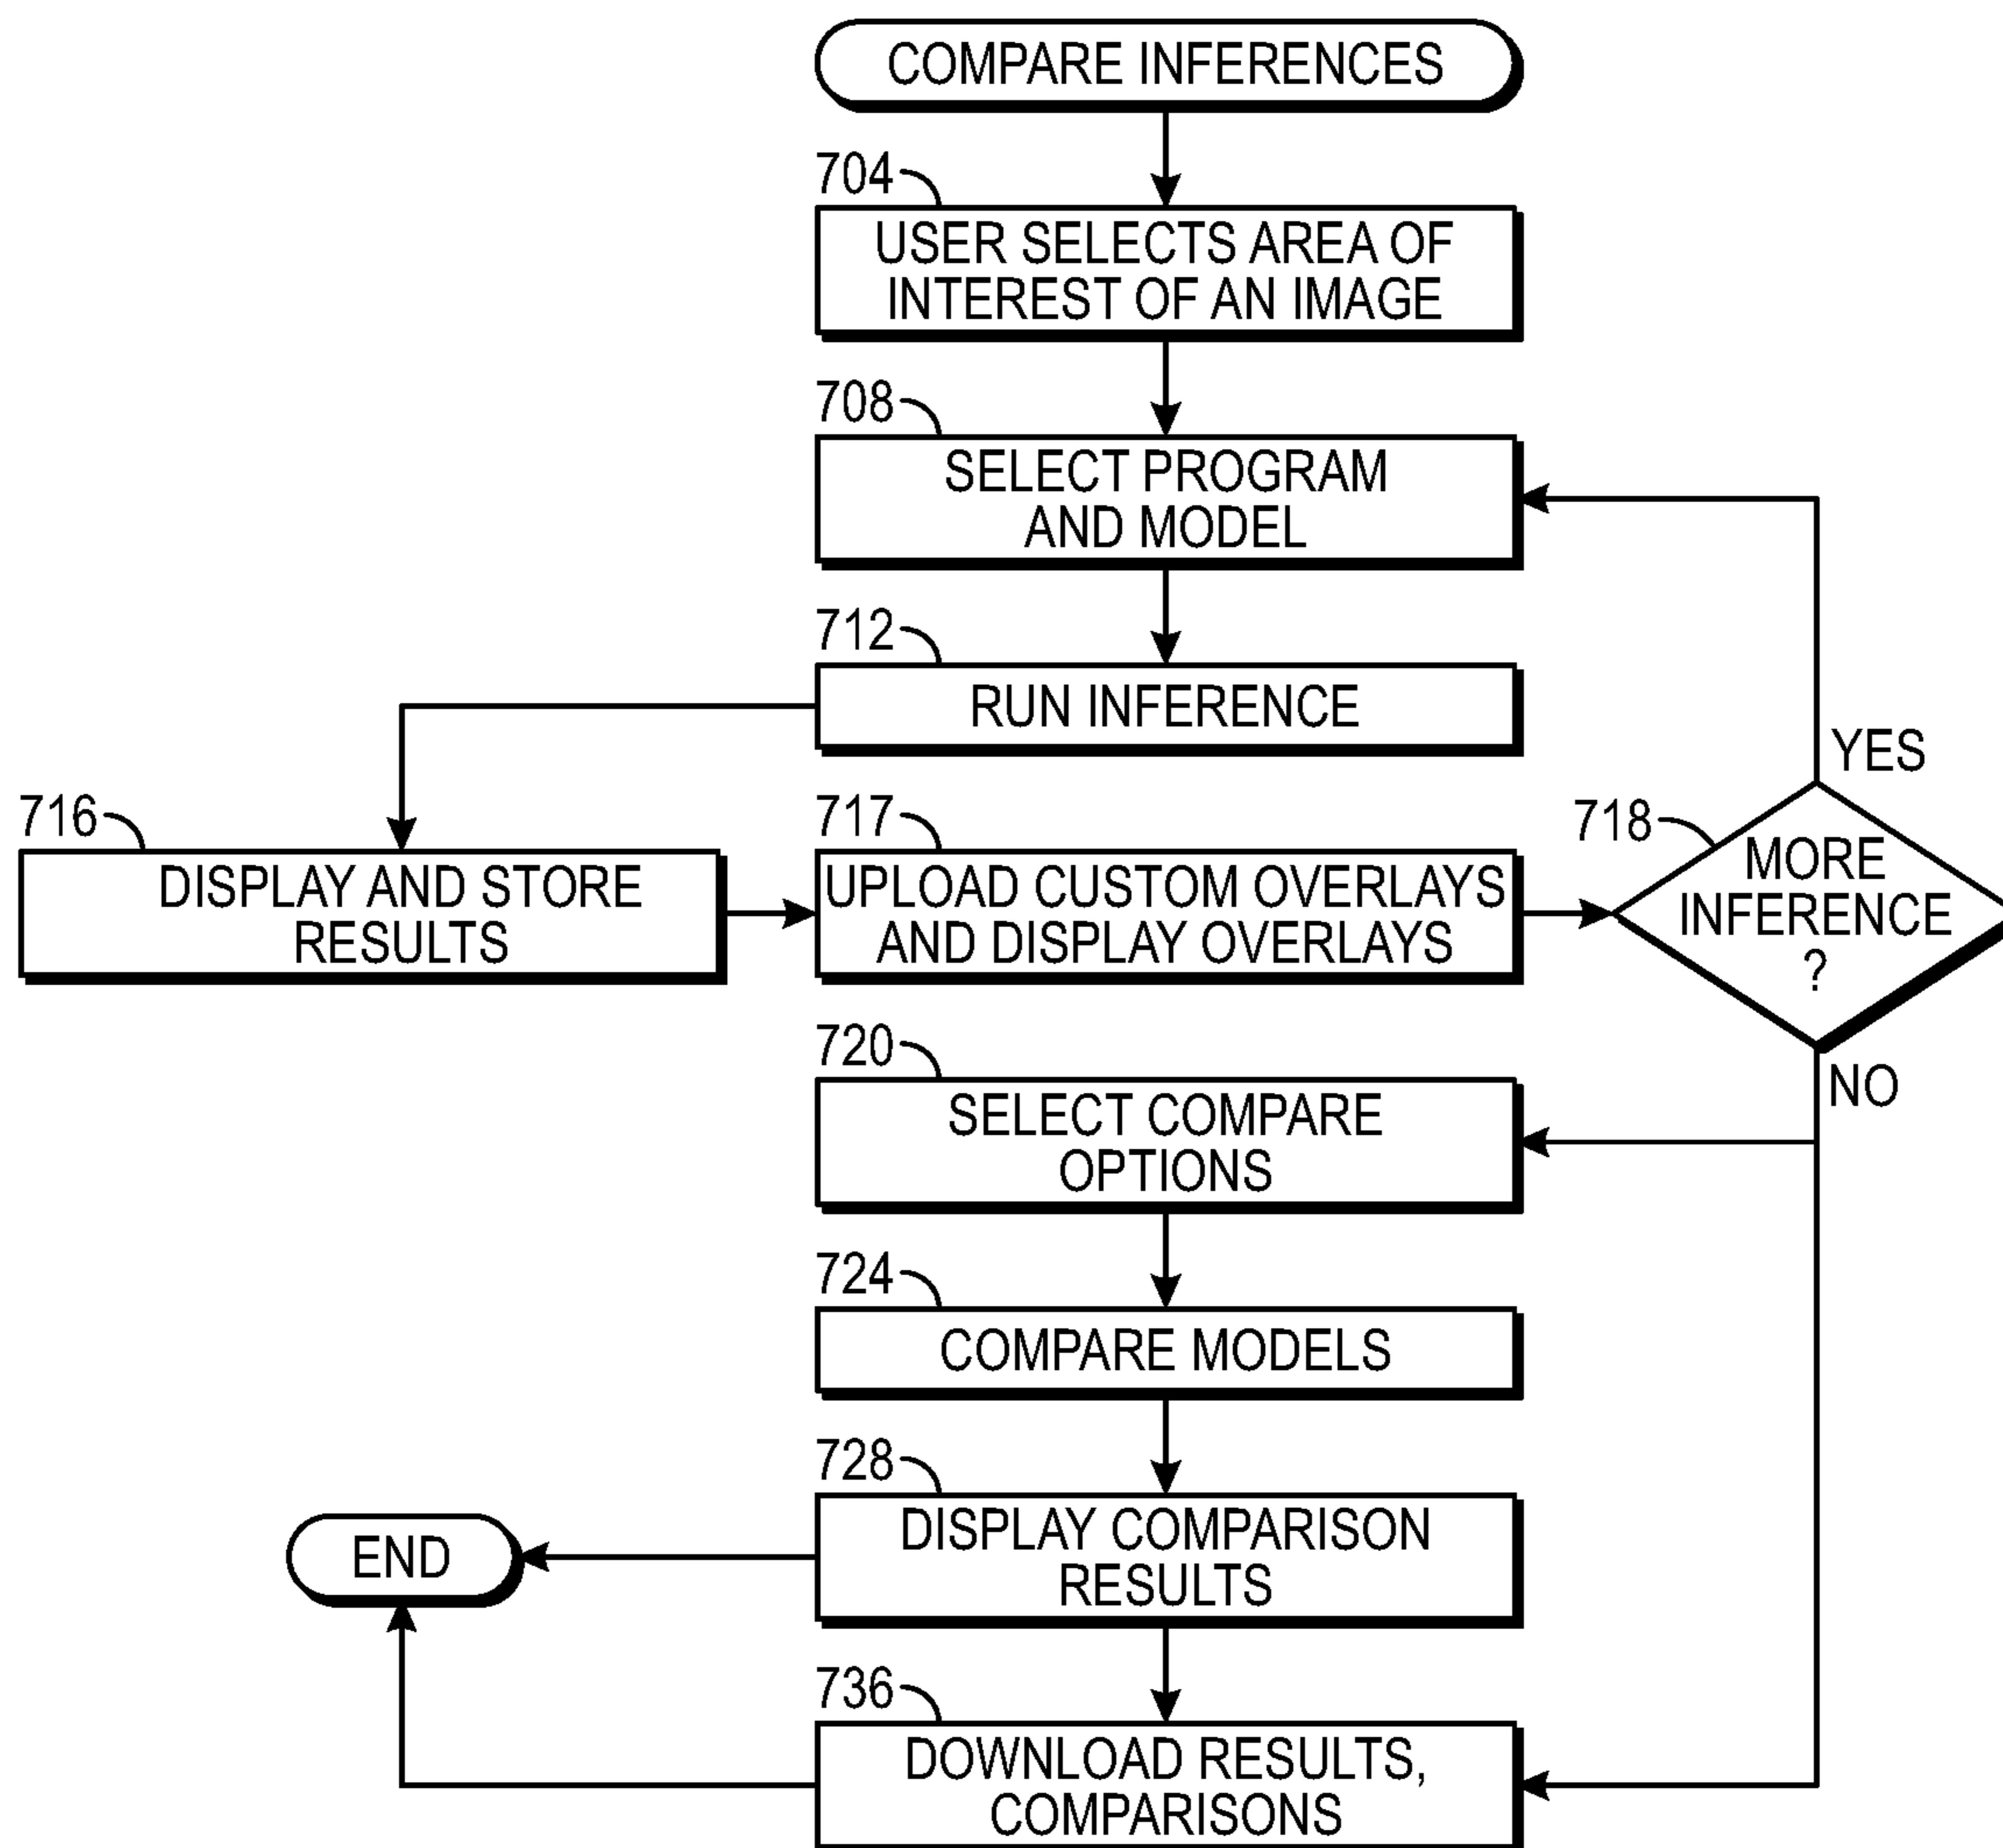 COMPARE INFERENCES
704
USER SELECTS AREA OF
INTEREST OF AN IMAGE
708
SELECT PROGRAM
AND MODEL
712
RUN INFERENCE
716
DISPLAY AND STORE
RESULTS
717
UPLOAD CUSTOM OVERLAYS
AND DISPLAY OVERLAYS
718
MORE
INFERENCE
?
YES
NO
720
SELECT COMPARE
OPTIONS
724
COMPARE MODELS
728
DISPLAY COMPARISON
RESULTS
END
736
DOWNLOAD RESULTS,
COMPARISONS